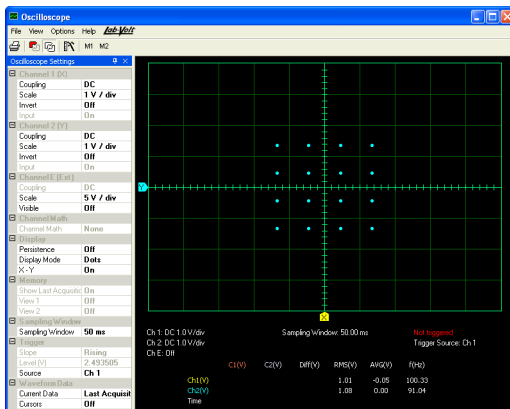 Oscilloscope
File View Options Help Lab-Volt
M1 M2
Oscilloscope Settings
Channel 1 (X)
Coupling DC
Scale 1 V / div
Invert Off
Input On
Channel 2 (Y)
Coupling DC
Scale 1 V / div
Invert Off
Input On
Channel E (Ext)
Coupling DC
Scale 5 V / div
Visible Off
Channel Math
Channel Math None
Display
Persistence Off
Display Mode Dots
X - Y On
Memory
Show Last Acquisitic On
View 1 Off
View 2 Off
Sampling Window
Sampling Window 50 ms
Trigger
Slope Rising
Level (V) 2.493505
Source Ch 1
Waveform Data
Current Data Last Acquisit
Cursors Off
Y
X
Ch 1: DC 1.0 V/div Sampling Window: 50.00 ms Not triggered
Ch 2: DC 1.0 V/div Trigger Source: Ch 1
Ch E: Off
C1(V) C2(V) Diff(V) RMS(V) AVG(V) f(Hz)
Ch1(V) 1.01 -0.05 100.33
Ch2(V) 1.08 0.00 91.04
Time